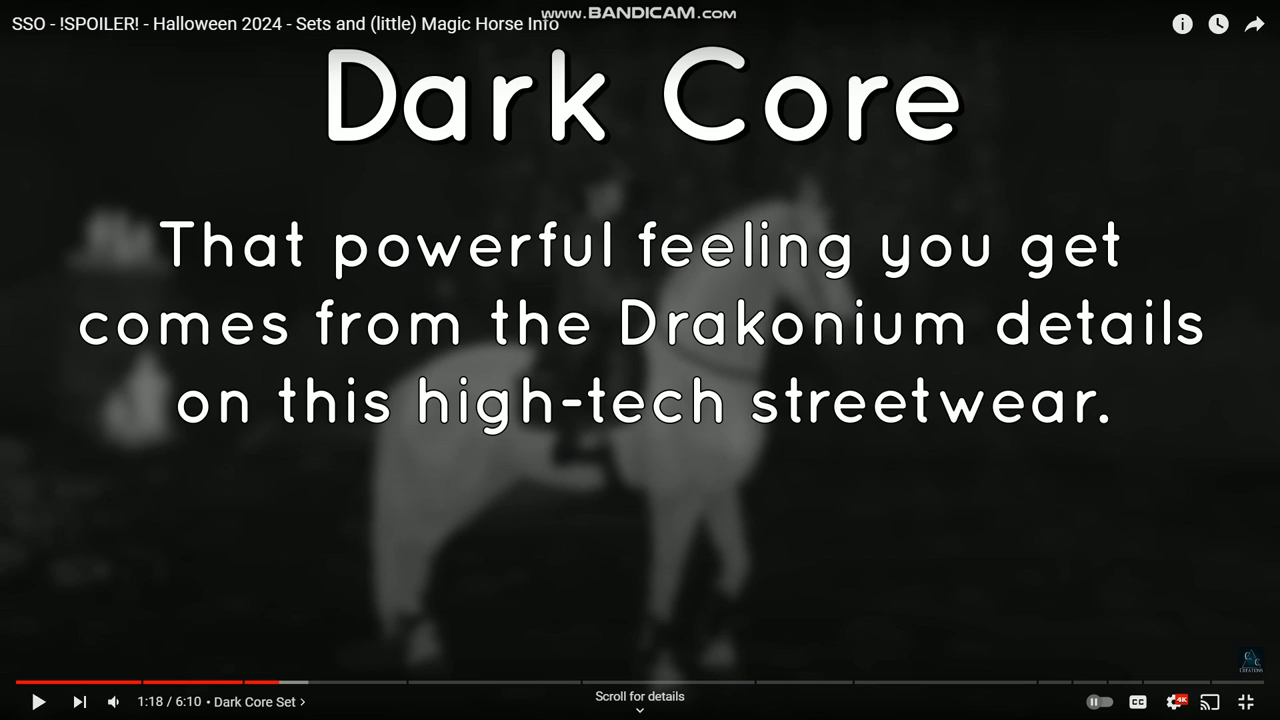 www.BANDICAM.com
SSO - !SPOILER! - Halloween 2024 - Sets and (little) Magic Horse Info
Dark Core
That powerful feeling you get
comes from the Drakonium details
on this high-tech streetwear.
1:18 / 6:10 • Dark Core Set
Scroll for details
CC
4K